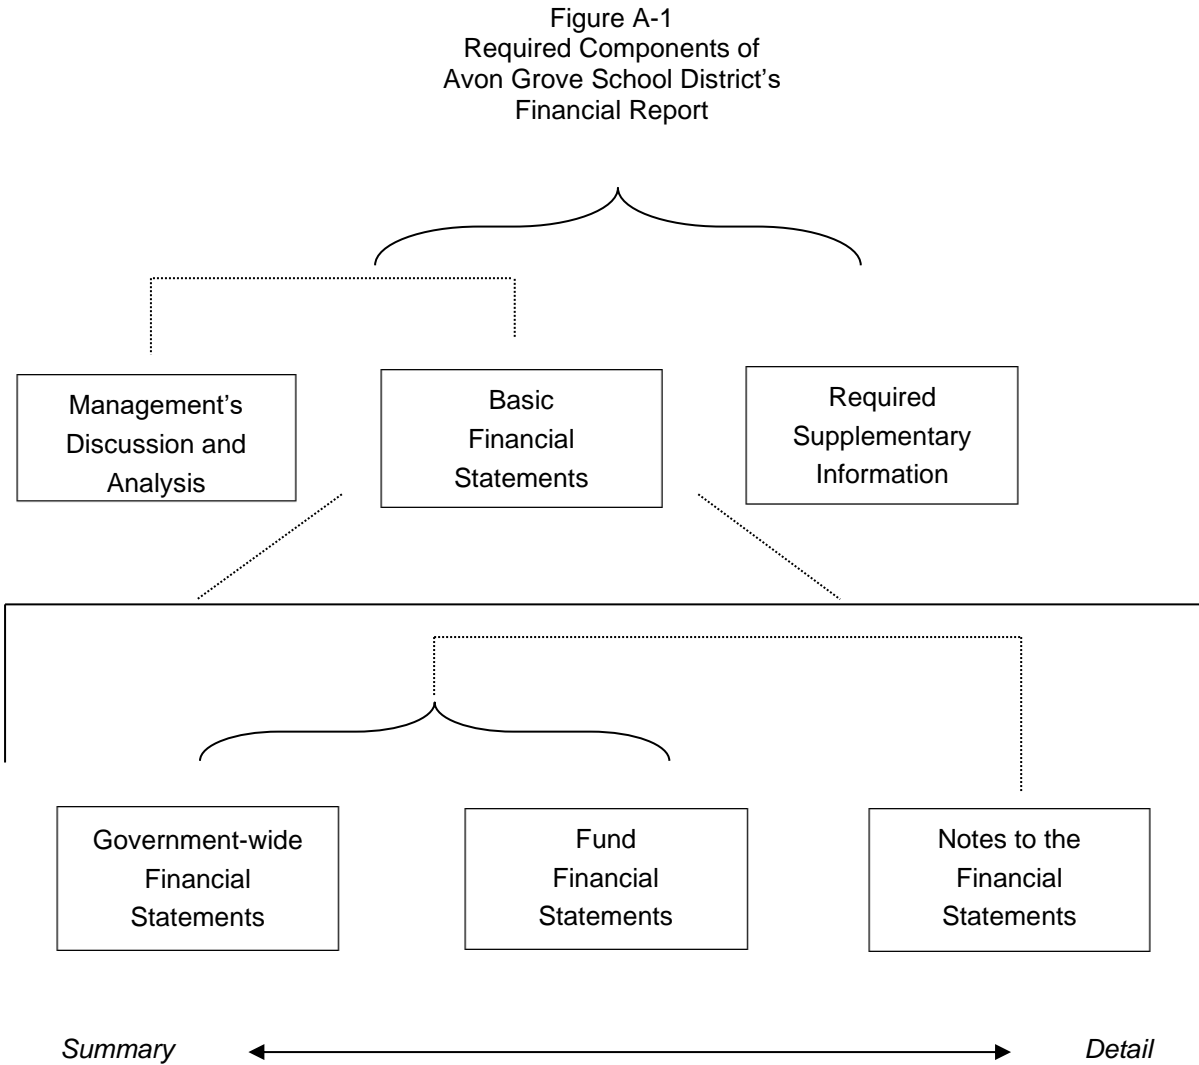 Figure A-1
Required Components of
Avon Grove School District’s
Financial Report
Management’s
Discussion and
Analysis
Basic
Financial
Statements
Required
Supplementary
Information
Government-wide
Financial
Statements
Fund
Financial
Statements
Notes to the
Financial
Statements
Summary
Detail